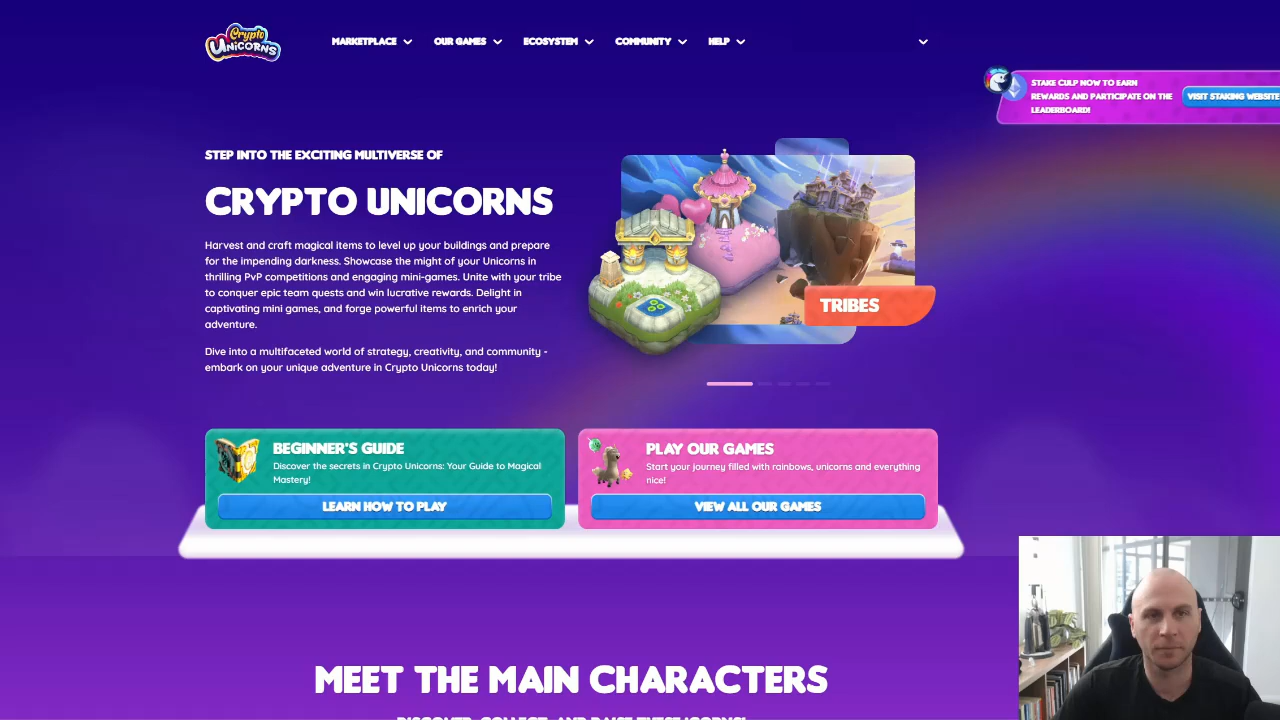 Crypto
UNICORNS
MARKETPLACE
OUR GAMES
ECOSYSTEM
COMMUNITY
HELP
STAKE CULP NOW TO EARN
REWARDS AND PARTICIPATE ON THE
LEADERBOARD!
VISIT STAKING WEBSITE
STEP INTO THE EXCITING MULTIVERSE OF
CRYPTO UNICORNS
Harvest and craft magical items to level up your buildings and prepare
for the impending darkness. Showcase the might of your Unicorns in
thrilling PvP competitions and engaging mini-games. Unite with your tribe
to conquer epic team quests and win lucrative rewards. Delight in
captivating mini games, and forge powerful items to enrich your
adventure.
Dive into a multifaceted world of strategy, creativity, and community -
embark on your unique adventure in Crypto Unicorns today!
TRIBES
BEGINNER'S GUIDE
Discover the secrets in Crypto Unicorns: Your Guide to Magical
Mastery!
LEARN HOW TO PLAY
PLAY OUR GAMES
Start your journey filled with rainbows, unicorns and everything
nice!
VIEW ALL OUR GAMES
MEET THE MAIN CHARACTERS
DISCOVER, COLLECT, AND RAISE THESE 'CORNS!